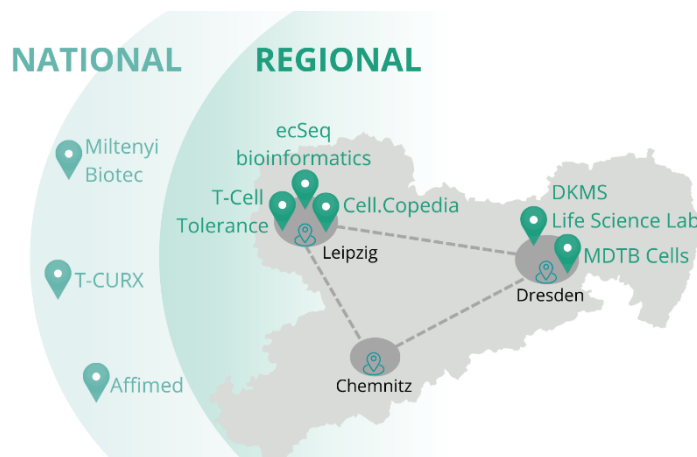 NATIONAL
REGIONAL
Miltenyi
Biotec
T-CURX
Affimed
ecSeq
bioinformatics
T-Cell
Tolerance
Cell.Copedia
Leipzig
DKMS
Life Science Lab
MDTB Cells
Dresden
Chemnitz